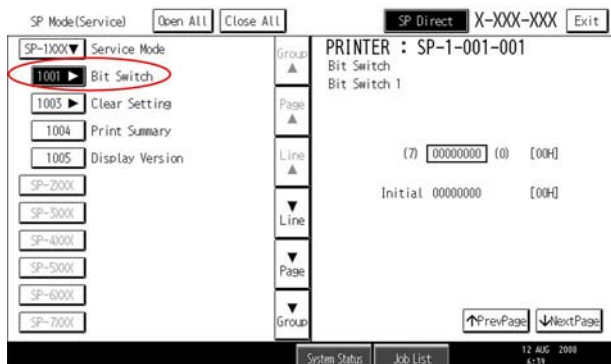 SP Mode(Service) Open All Close All SP Direct X-XXX-XXX Exit
SP-1XXX▼ Service Mode
1001 ► Bit Switch
1003 ► Clear Setting
1004 Print Summary
1005 Display Version
SP-2XXX
SP-3XXX
SP-4XXX
SP-5XXX
SP-6XXX
SP-7XXX
Group
▲
Page
▲
Line
▲
▼
Line
▼
Page
▼
Group
PRINTER : SP-1-001-001
Bit Switch
Bit Switch 1
(7) 00000000 (0) [00H]
Initial 00000000 [00H]
↑PrevPage ↓NextPage
System Status Job List 12 AUG 2008
6:39